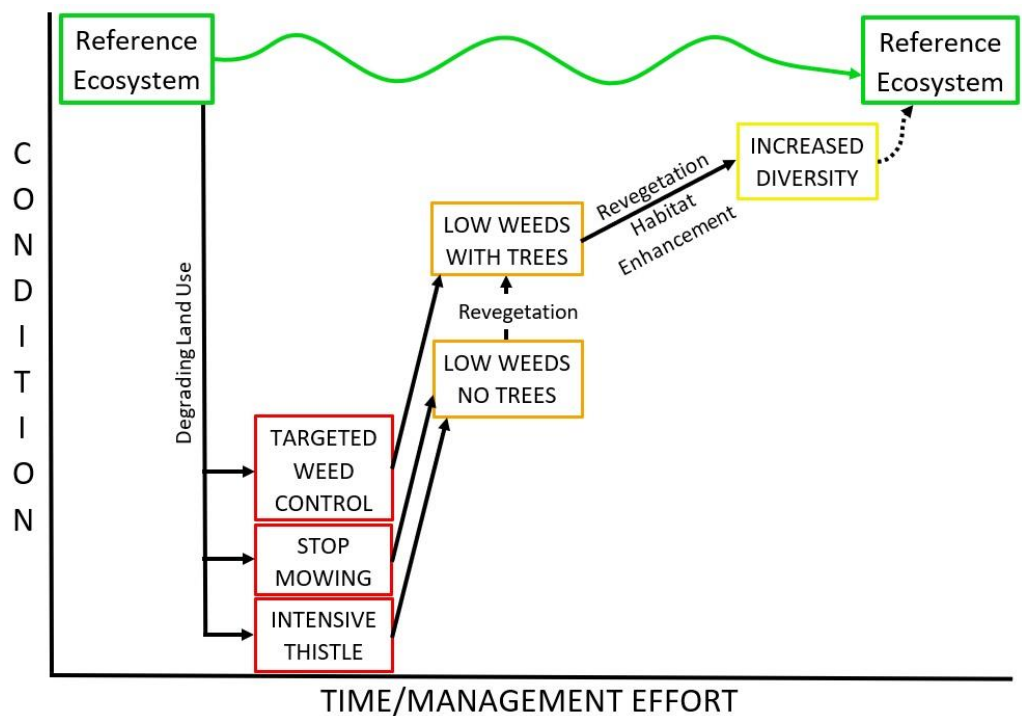 Reference
Ecosystem
Reference
Ecosystem
INCREASED
DIVERSITY
Revegetation
Habitat
Enhancement
LOW WEEDS
WITH TREES
Revegetation
LOW WEEDS
NO TREES
Degrading Land Use
TARGETED
WEED
CONTROL
STOP
MOWING
INTENSIVE
THISTLE
CONDITION
TIME/MANAGEMENT EFFORT